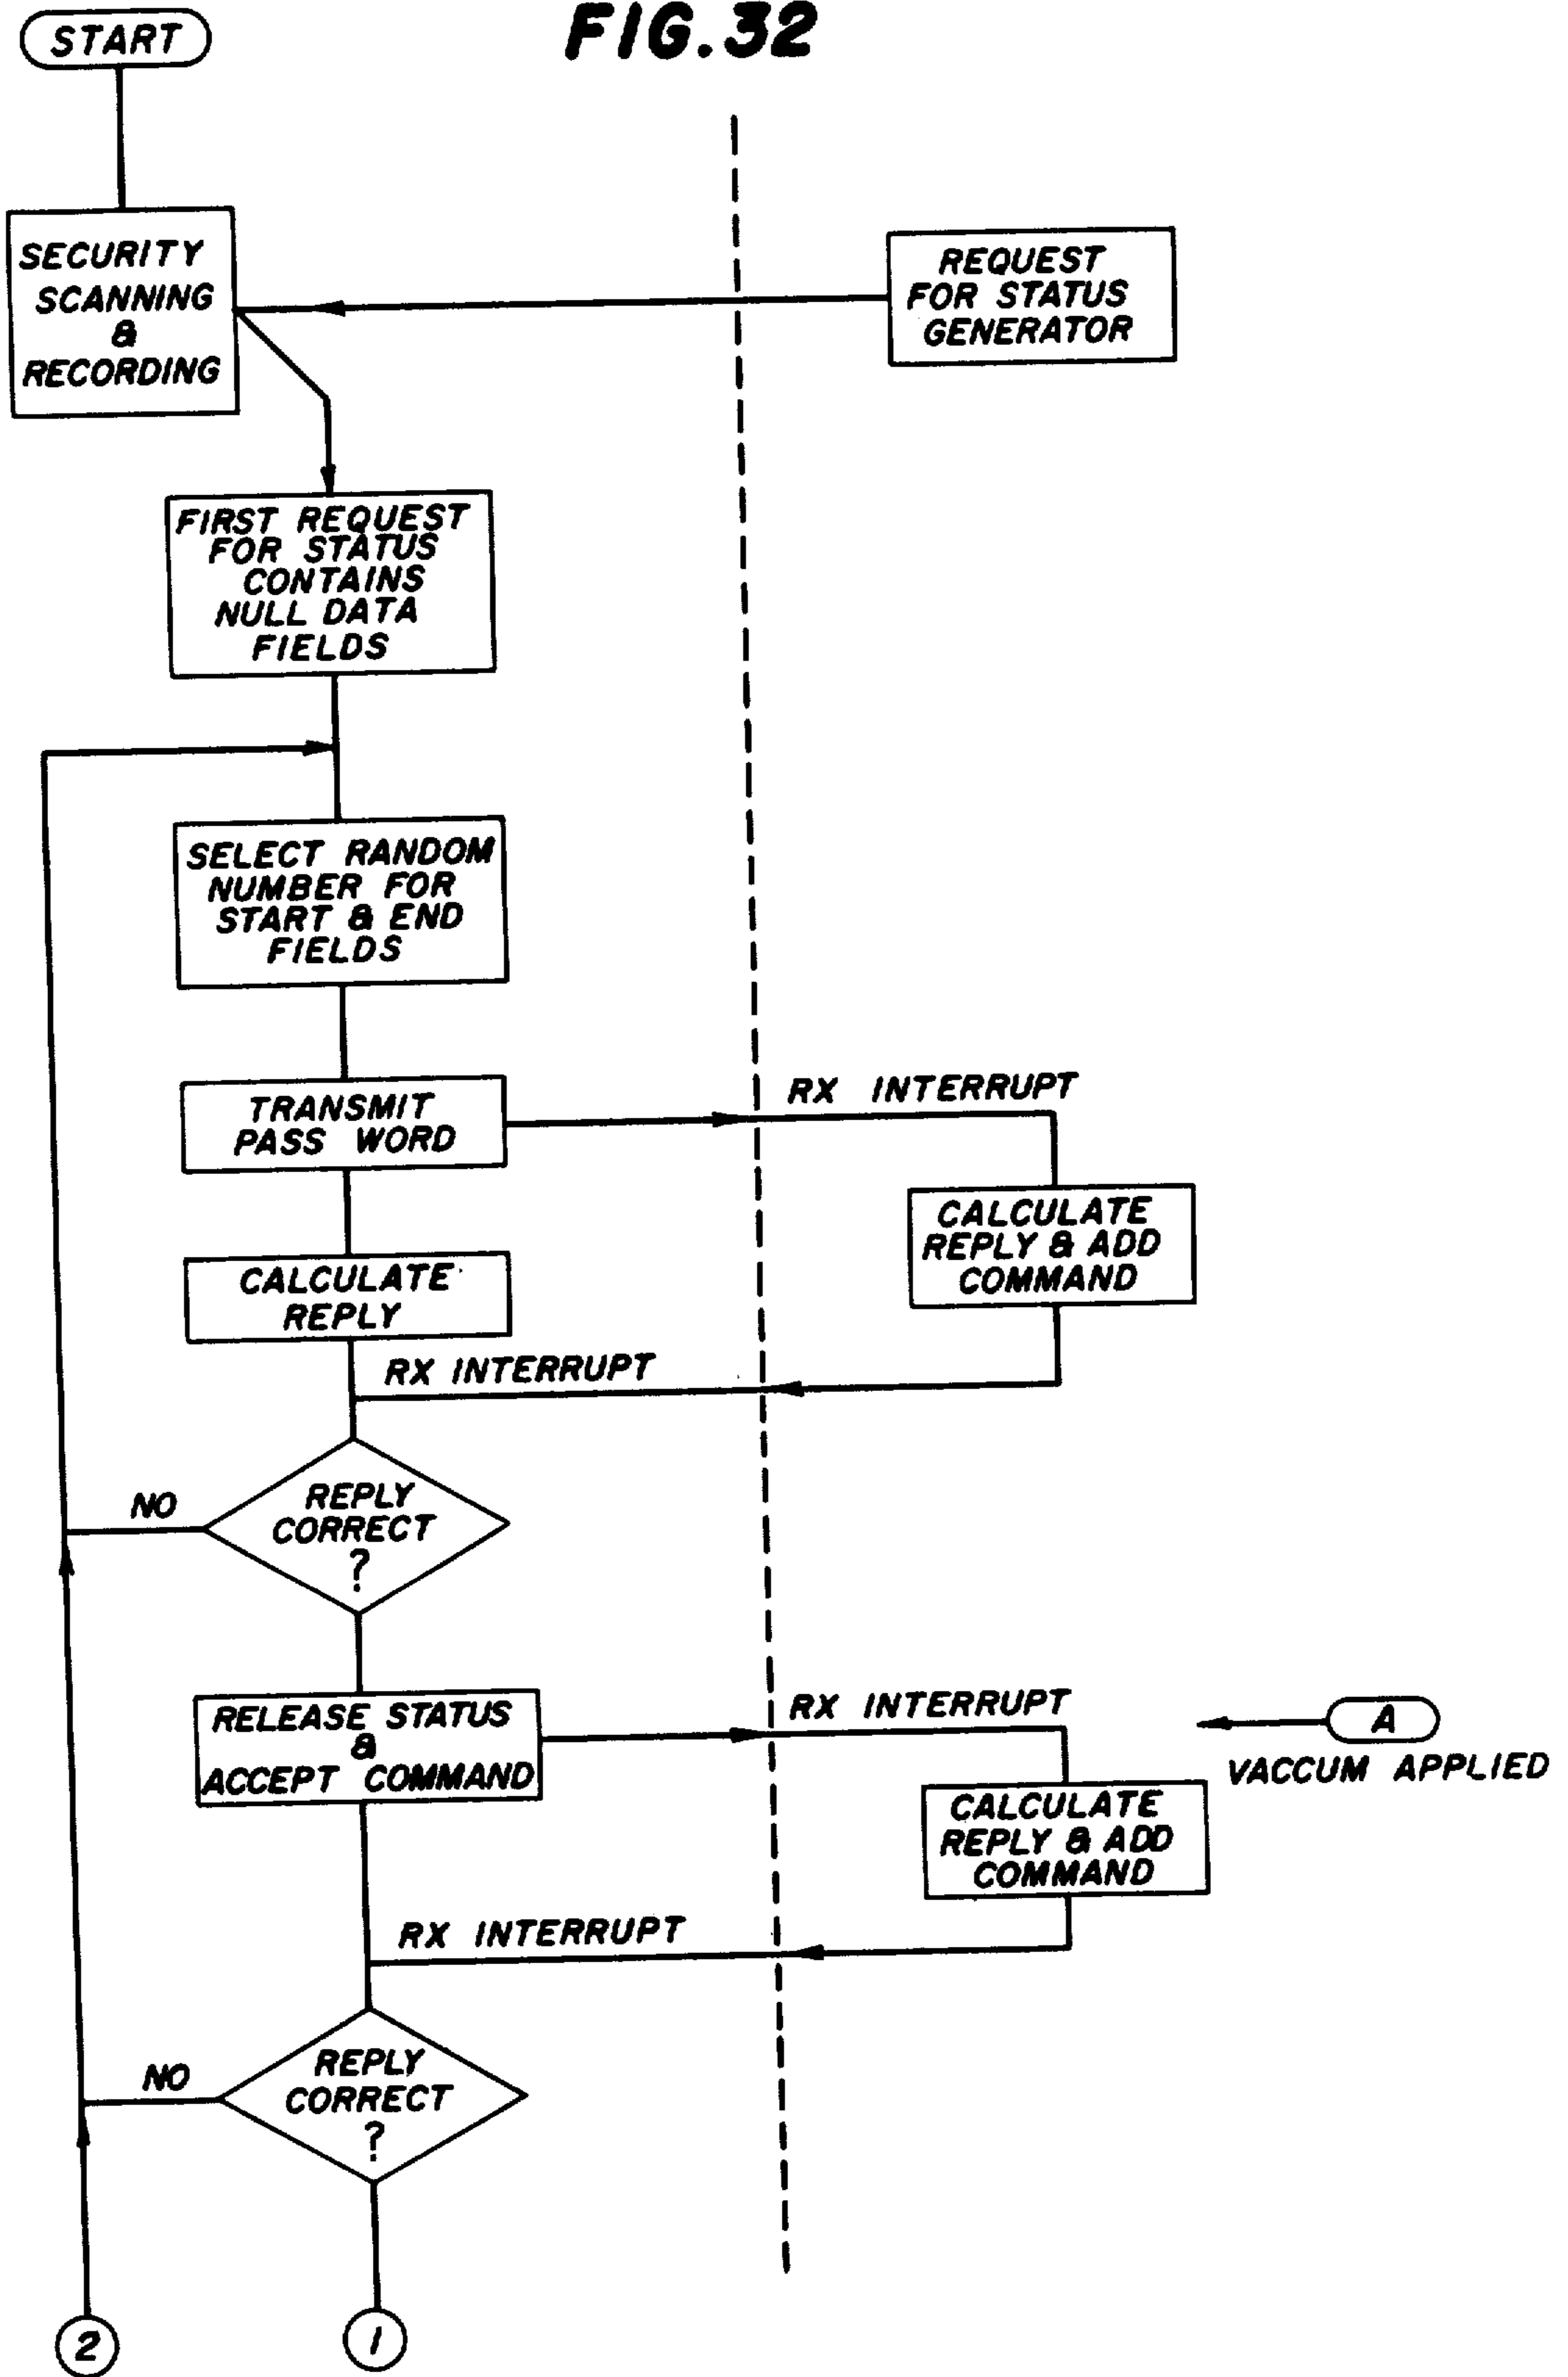 FIG.32
START
SECURITY
SCANNING
&
RECORDING
REQUEST
FOR STATUS
GENERATOR
FIRST REQUEST
FOR STATUS
CONTAINS
NULL DATA
FIELDS
SELECT RANDOM
NUMBER FOR
START & END
FIELDS
TRANSMIT
PASS WORD
RX INTERRUPT
CALCULATE
REPLY & ADD
COMMAND
CALCULATE
REPLY
RX INTERRUPT
REPLY
CORRECT
?
NO
RELEASE STATUS
&
ACCEPT COMMAND
RX INTERRUPT
A
VACCUM APPLIED
CALCULATE
REPLY & ADD
COMMAND
RX INTERRUPT
REPLY
CORRECT
?
NO
2
1